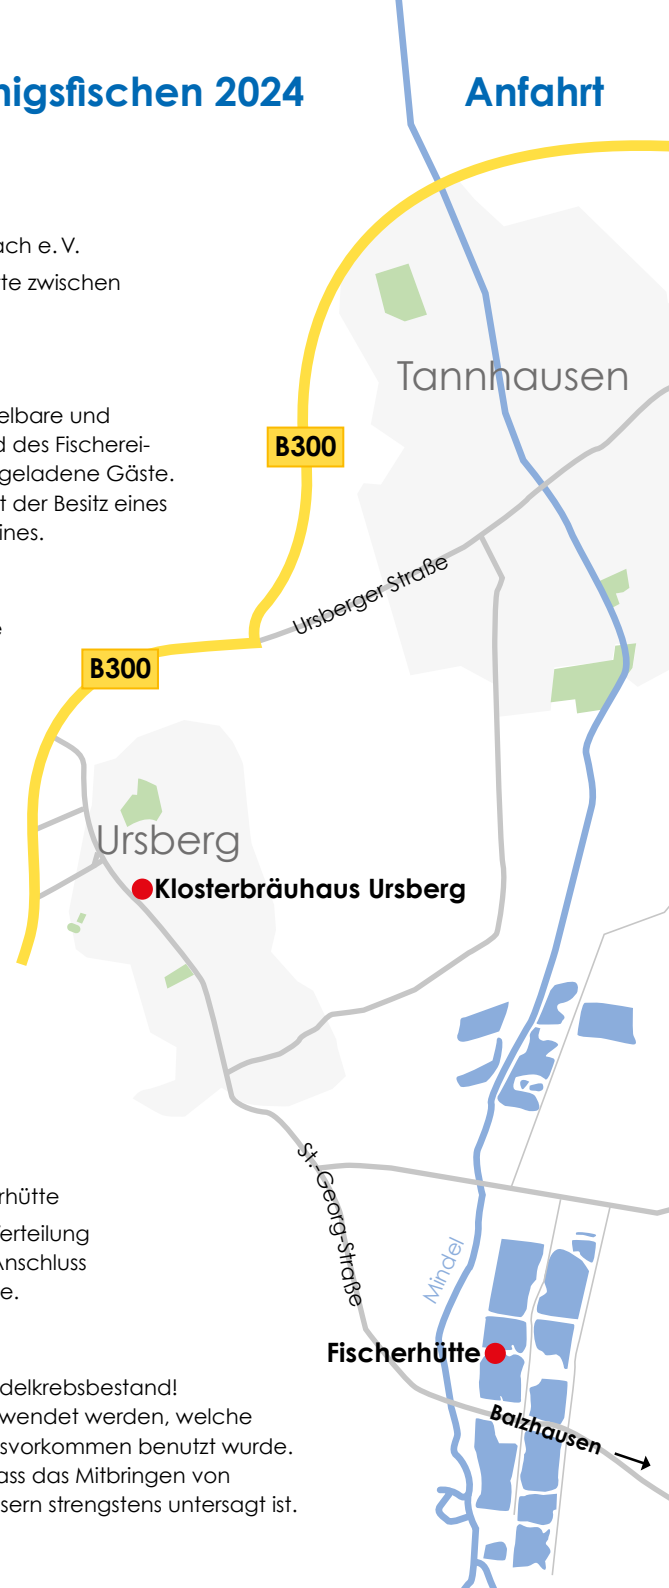 nigsfischen 2024
Anfahrt
ach e. V.
te zwischen
elbare und
d des Fischerei-
geladene Gäste.
t der Besitz eines
ines.
e
Tannhausen
B300
Ursberger Straße
B300
Ursberg
Klosterbräuhaus Ursberg
St.-Georg-Straße
Mindel
Fischerhütte
Balzhausen
rhütte
Verteilung
Anschluss
e.
delkrebsbestand!
wendet werden, welche
svorkommen benutzt wurde.
ass das Mitbringen von
sern strengstens untersagt ist.